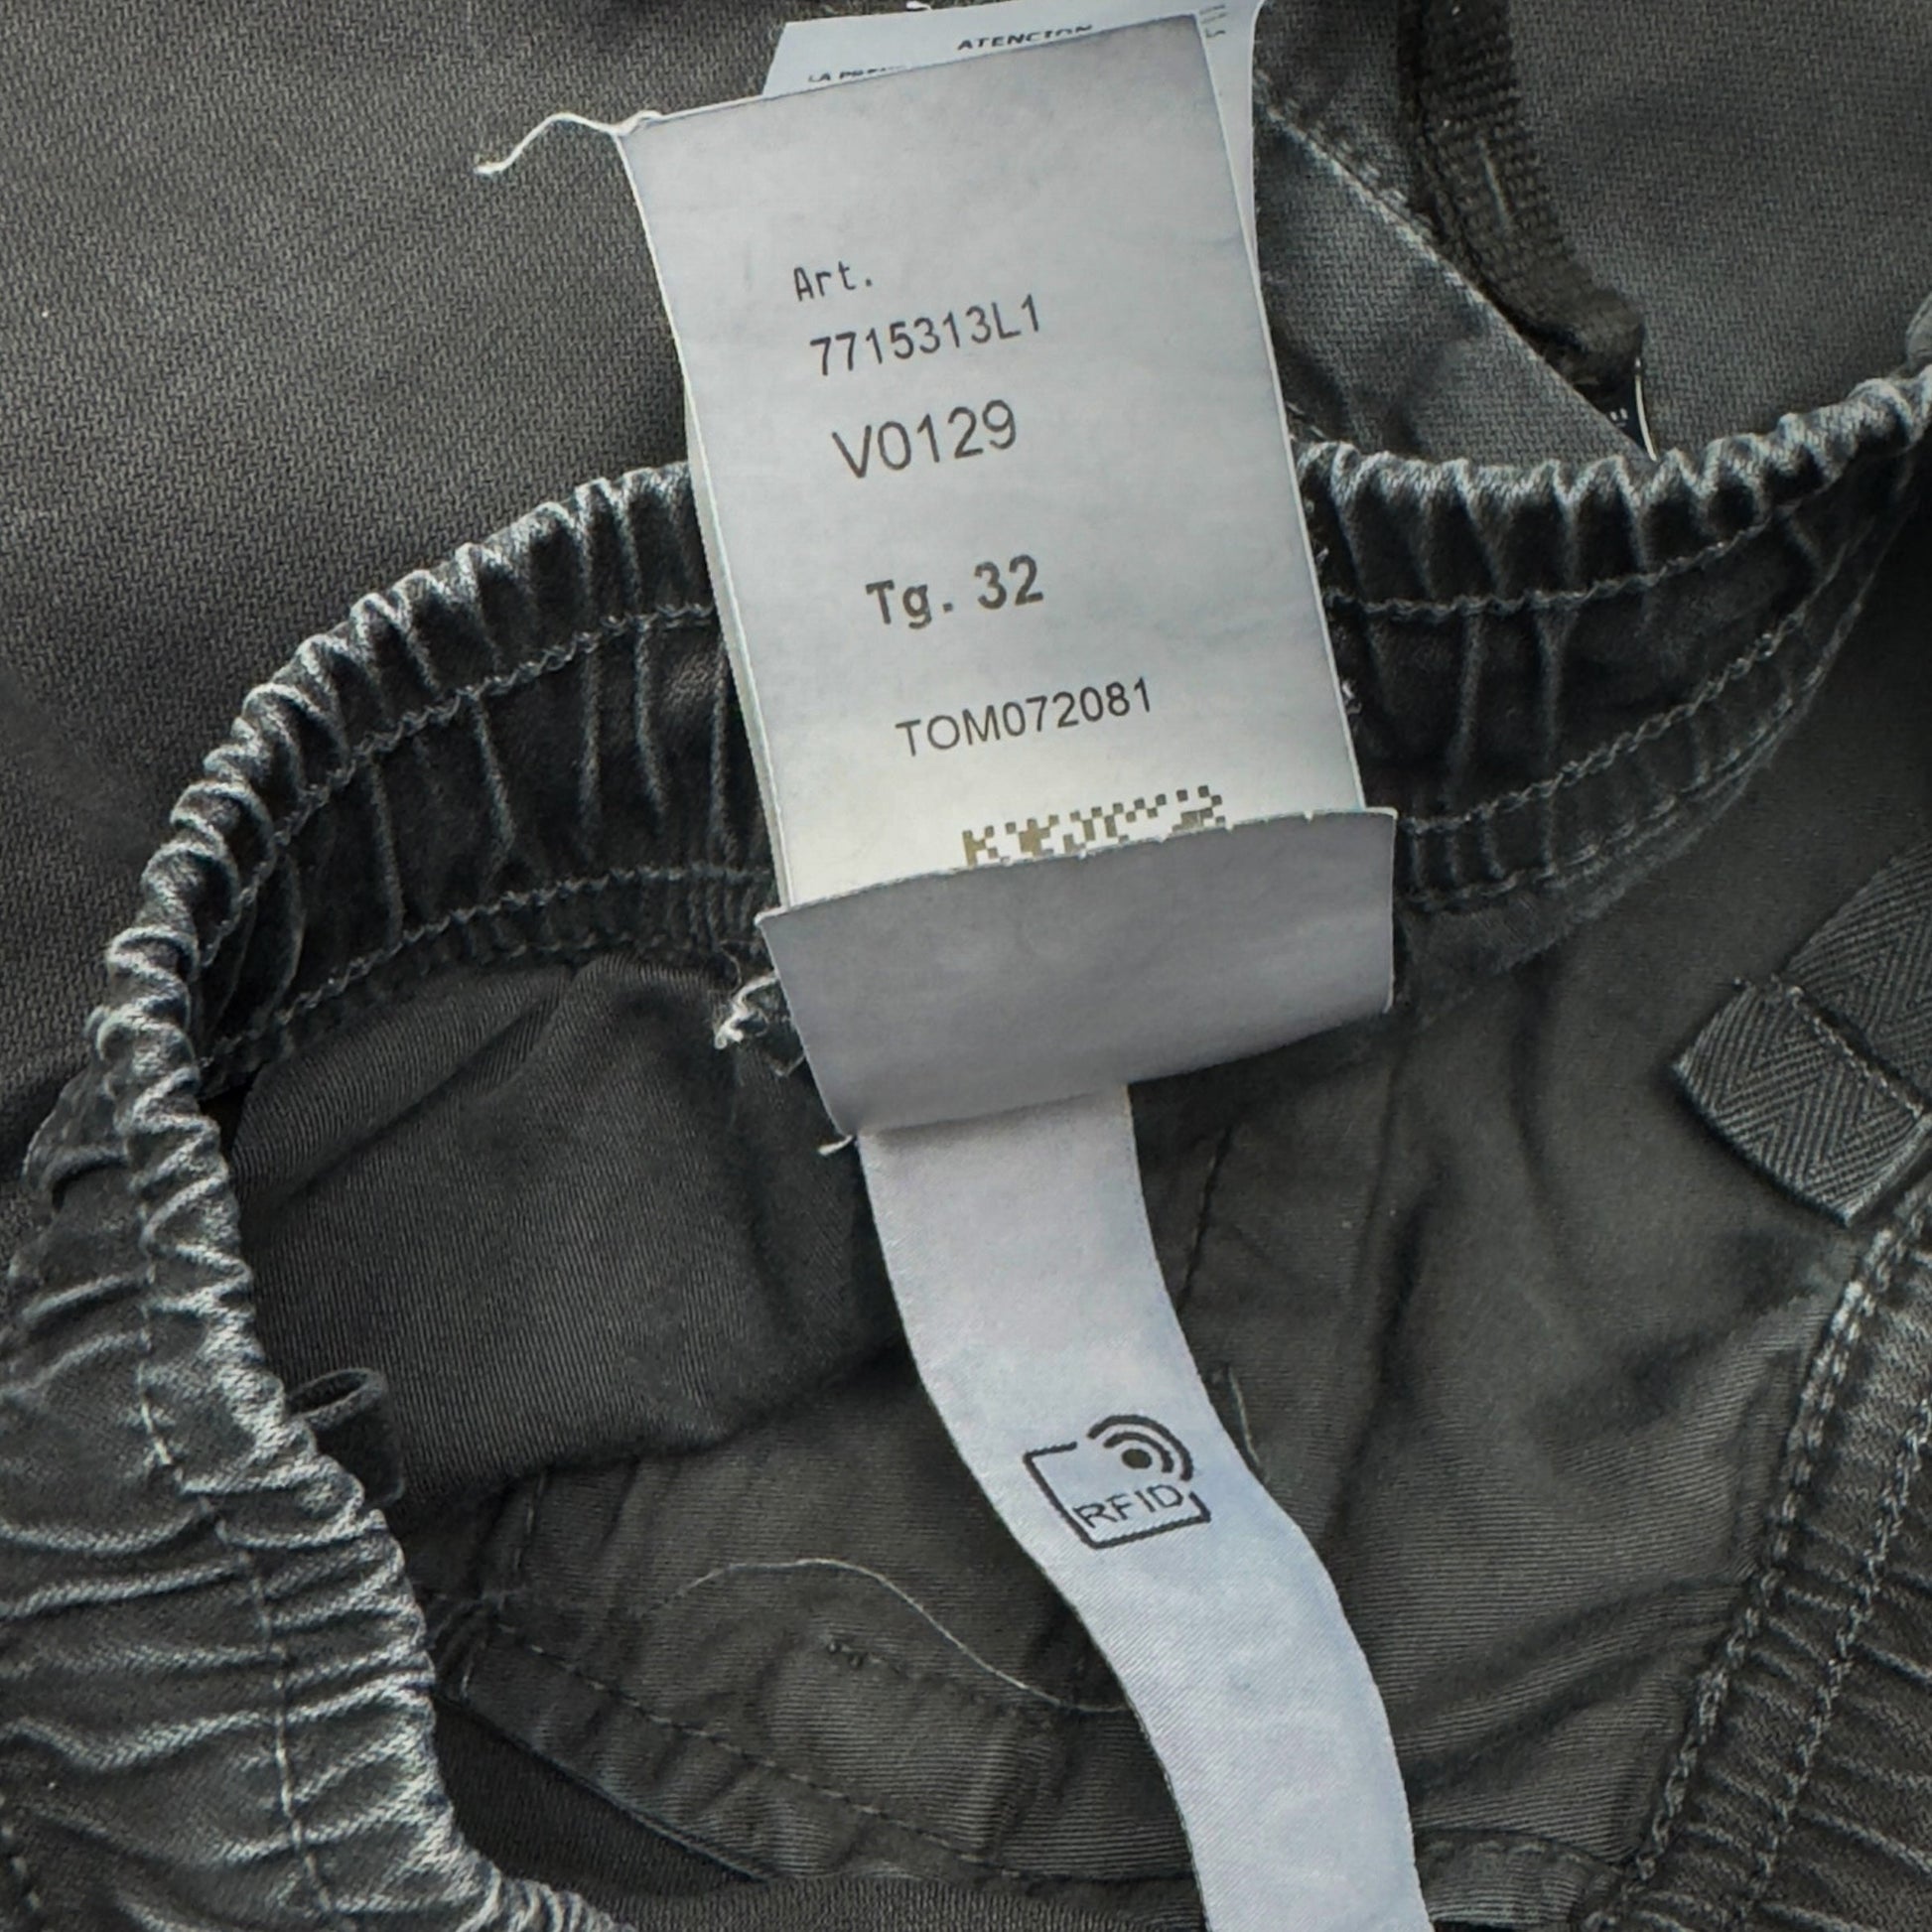 ATENCION
Art.
7715313L1
V0129
Tg. 32
TOM072081
RFID